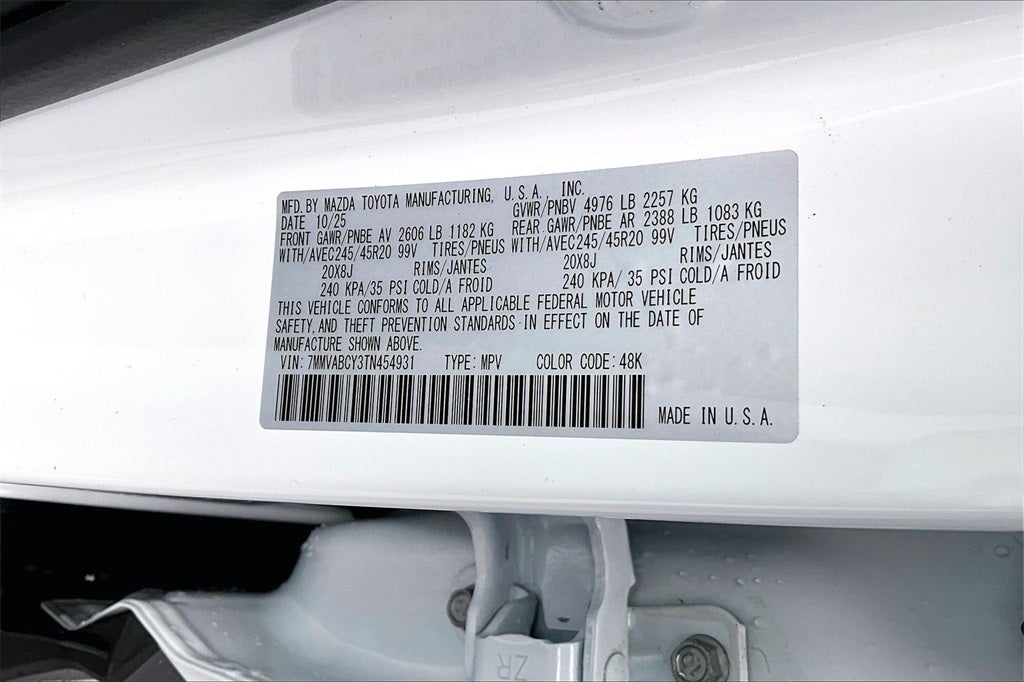 MFD. BY MAZDA TOYOTA MANUFACTURING, U.S.A., INC.
DATE 10/25 GVWR/PNBV 4976 LB 2257 KG
FRONT GAWR/PNBE AV 2606 LB 1182 KG REAR GAWR/PNBE AR 2388 LB 1083 KG
WITH/AVEC245/45R20 99V TIRES/PNEUS WITH/AVEC245/45R20 99V TIRES/PNEUS
20X8J RIMS/JANTES 20X8J RIMS/JANTES
240 KPA/ 35 PSI COLD/A FROID 240 KPA/ 35 PSI COLD/A FROID
THIS VEHICLE CONFORMS TO ALL APPLICABLE FEDERAL MOTOR VEHICLE
SAFETY, AND THEFT PREVENTION STANDARDS IN EFFECT ON THE DATE OF
MANUFACTURE SHOWN ABOVE.
VIN: 7MMVABCY3TN454931 TYPE: MPV COLOR CODE: 48K
MADE IN U.S.A.
ZR